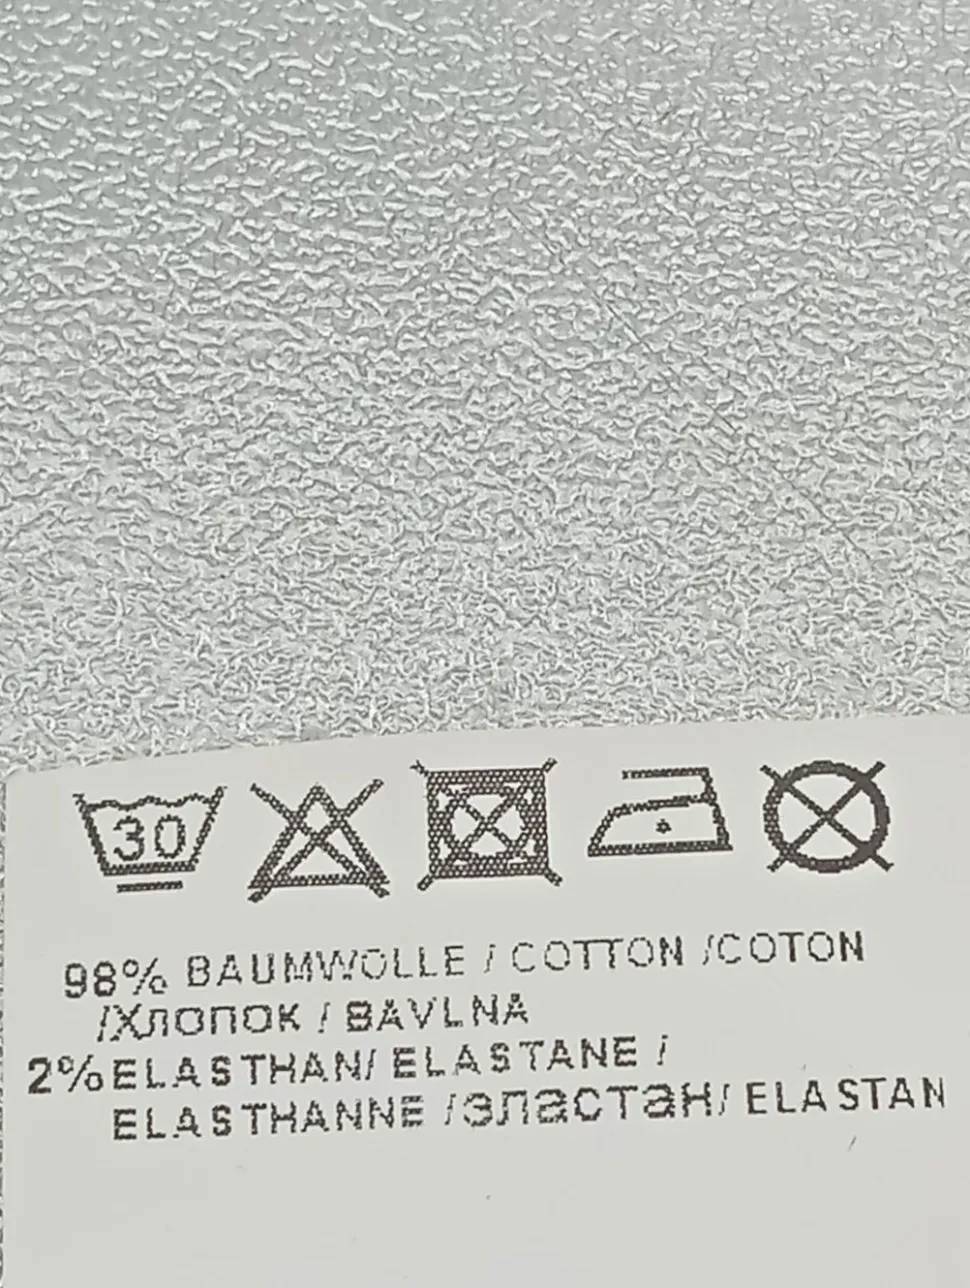 30
98% BAUMWOLLE / COTTON /COTON
/Хлопок / BAVLNA
2% ELASTHAN/ ELASTANE /
ELASTHANNE /эластан/ ELASTAN